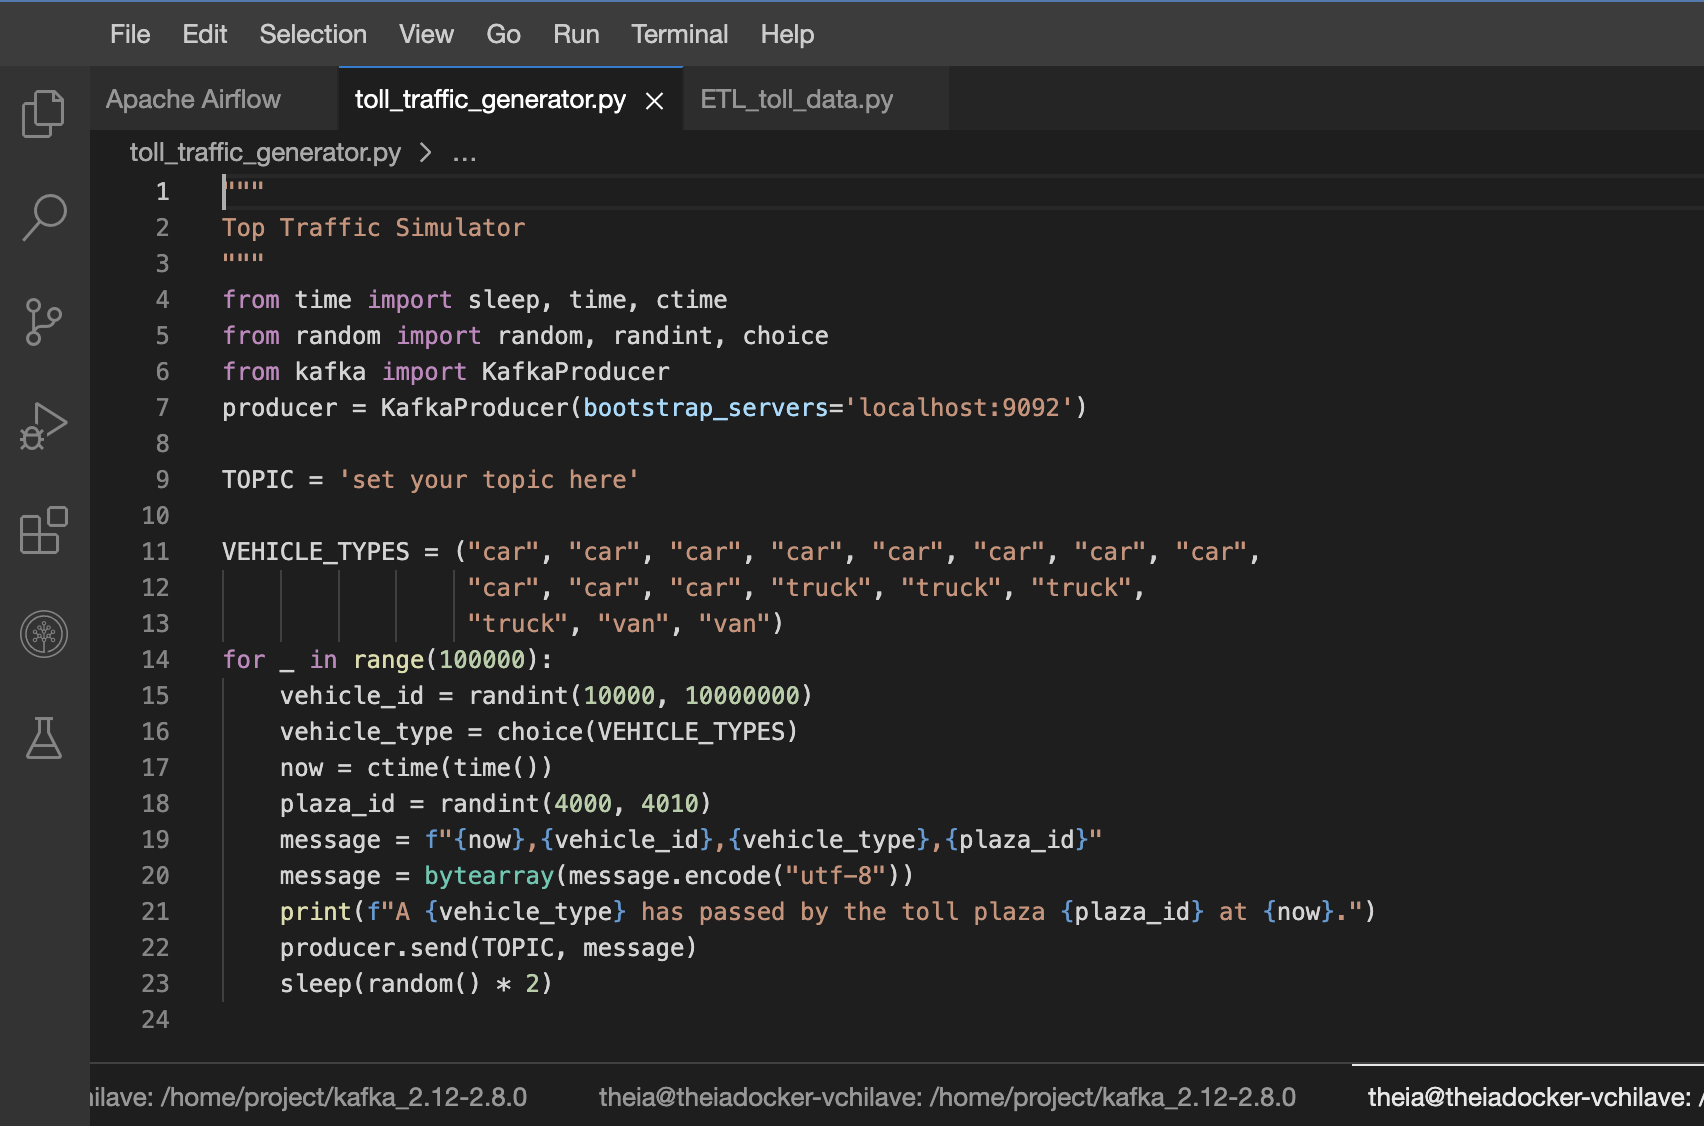 File Edit Selection View Go Run Terminal Help
Apache Airflow toll_traffic_generator.py ETL_toll_data.py
toll_traffic_generator.py > ...
1 """
2 Top Traffic Simulator
3 """
4 from time import sleep, time, ctime
5 from random import random, randint, choice
6 from kafka import KafkaProducer
7 producer = KafkaProducer(bootstrap_servers='localhost:9092')
8
9 TOPIC = 'set your topic here'
10
11 VEHICLE_TYPES = ("car", "car", "car", "car", "car", "car", "car", "car",
12 "car", "car", "car", "truck", "truck", "truck",
13 "truck", "van", "van")
14 for _ in range(100000):
15 vehicle_id = randint(10000, 10000000)
16 vehicle_type = choice(VEHICLE_TYPES)
17 now = ctime(time())
18 plaza_id = randint(4000, 4010)
19 message = f"{now},{vehicle_id},{vehicle_type},{plaza_id}"
20 message = bytearray(message.encode("utf-8"))
21 print(f"A {vehicle_type} has passed by the toll plaza {plaza_id} at {now}.")
22 producer.send(TOPIC, message)
23 sleep(random() * 2)
24
hilave: /home/project/kafka_2.12-2.8.0 theia@theiadocker-vchilave: /home/project/kafka_2.12-2.8.0 theia@theiadocker-vchilave: /